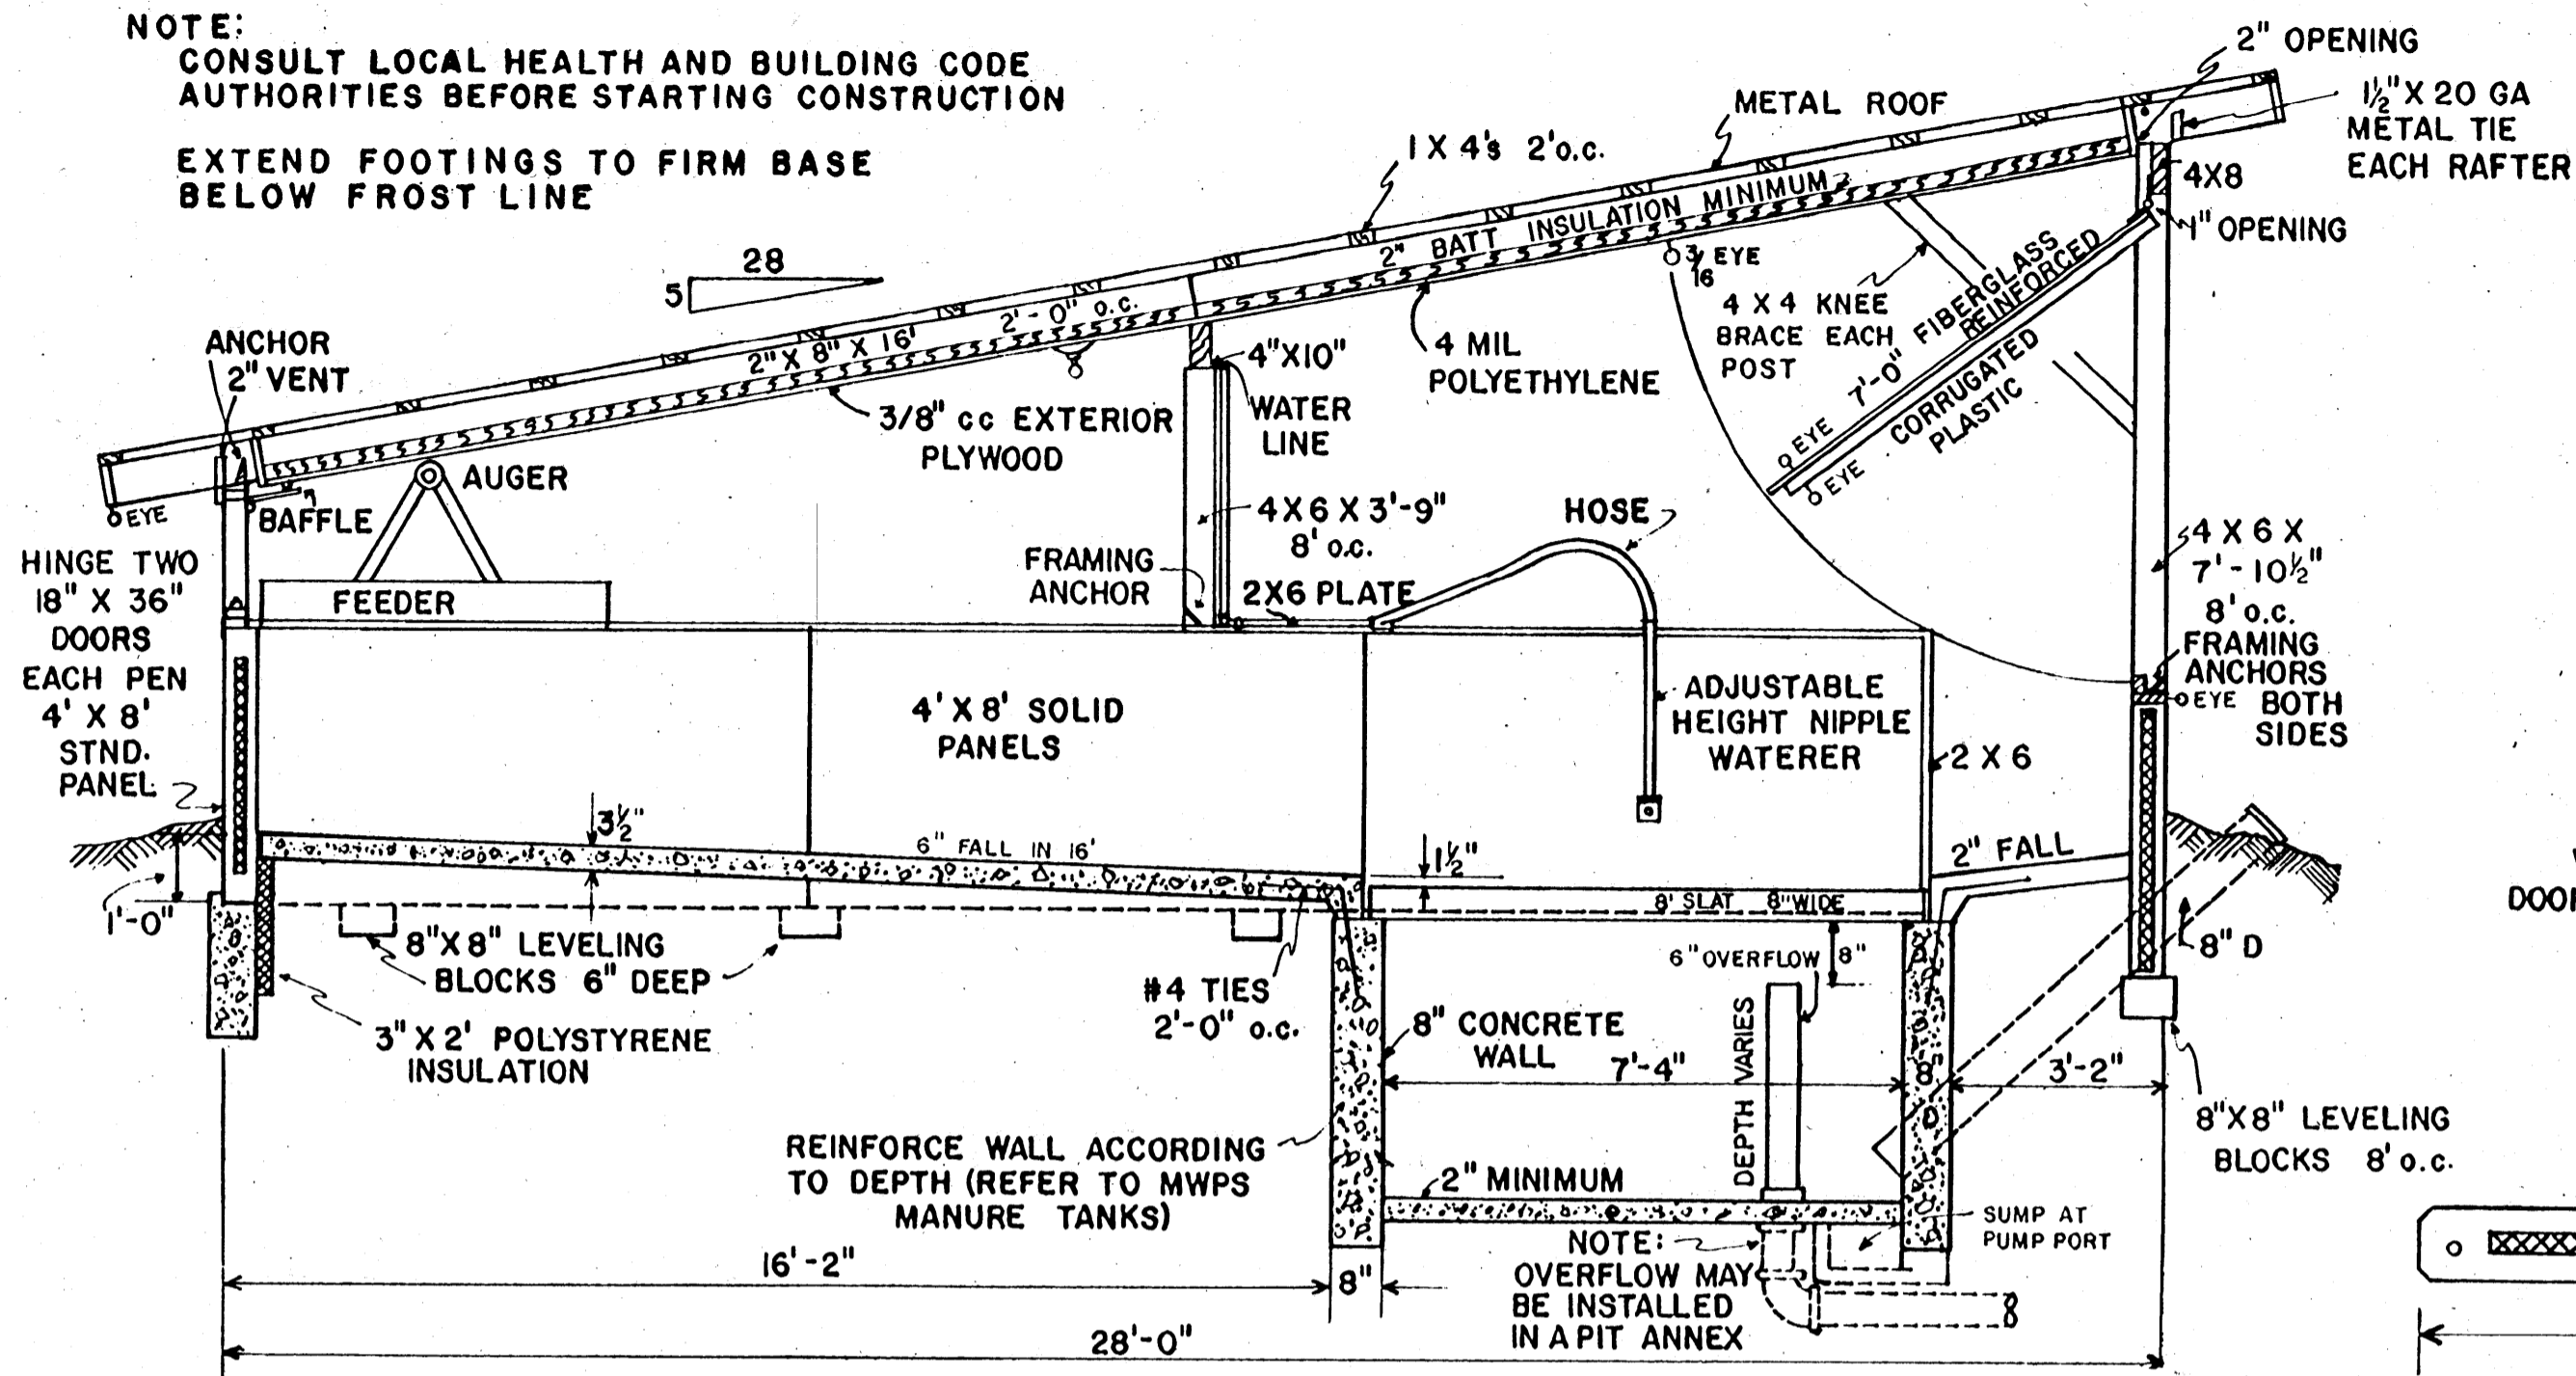 NOTE:
CONSULT LOCAL HEALTH AND BUILDING CODE
AUTHORITIES BEFORE STARTING CONSTRUCTION
EXTEND FOOTINGS TO FIRM BASE
BELOW FROST LINE
28
5
2" OPENING
1½" X 20 GA
METAL TIE
EACH RAFTER
METAL ROOF
1 X 4's 2' o.c.
4X8
1" OPENING
2" BATT INSULATION MINIMUM
3/16 EYE
4 X 4 KNEE
BRACE EACH
POST
7'-0" FIBERGLASS
REINFORCED
CORRUGATED
PLASTIC
EYE
EYE
2" X 8" X 16'
2'-0" o.c.
ANCHOR
2" VENT
4"X10"
WATER
LINE
4 MIL
POLYETHYLENE
3/8" cc EXTERIOR
PLYWOOD
AUGER
EYE
BAFFLE
FEEDER
HINGE TWO
18" X 36"
DOORS
EACH PEN
4' X 8'
STND.
PANEL
4X6 X 3'-9"
8' o.c.
FRAMING
ANCHOR
2X6 PLATE
HOSE
4 X 6 X
7'-10½"
8' o.c.
FRAMING
ANCHORS
EYE BOTH
SIDES
4' X 8' SOLID
PANELS
ADJUSTABLE
HEIGHT NIPPLE
WATERER
2 X 6
3½"
6" FALL IN 16'
1½"
2" FALL
1'-0"
8' SLAT 8" WIDE
8" D
DOOR
8"X8" LEVELING
BLOCKS 6" DEEP
#4 TIES
2'-0" o.c.
6" OVERFLOW
8"
3" X 2' POLYSTYRENE
INSULATION
8" CONCRETE
WALL
7'-4"
DEPTH VARIES
8"
3'-2"
8"X8" LEVELING
BLOCKS 8' o.c.
REINFORCE WALL ACCORDING
TO DEPTH (REFER TO MWPS
MANURE TANKS)
2" MINIMUM
SUMP AT
PUMP PORT
NOTE:
OVERFLOW MAY
BE INSTALLED
IN A PIT ANNEX
16'-2"
8"
28'-0"